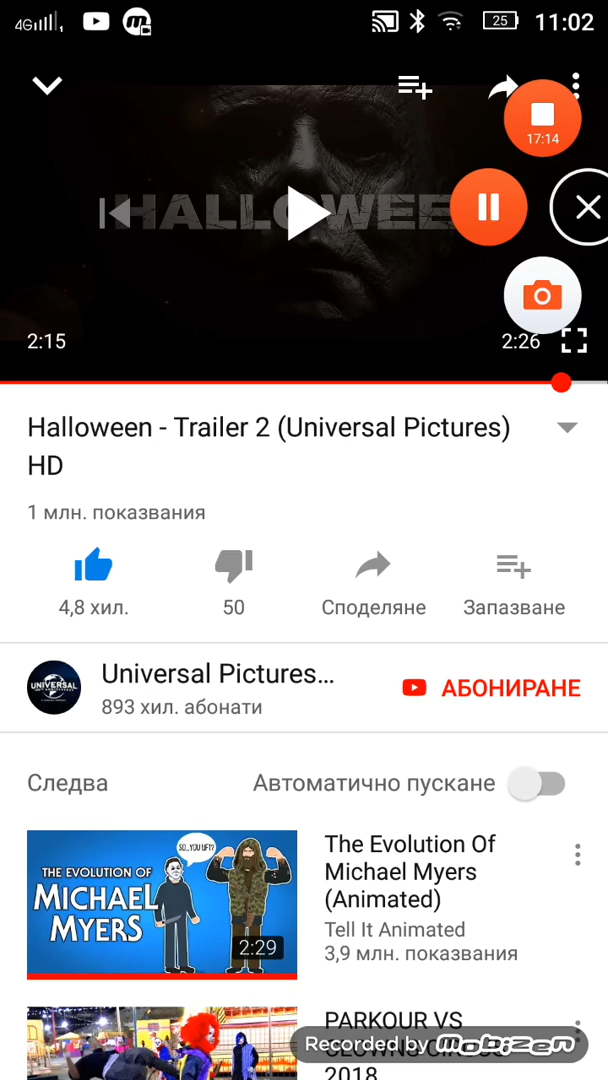 4G
25
11:02
17:14
HALLOWEE
2:15
2:26
Halloween - Trailer 2 (Universal Pictures)
HD
1 млн. показвания
4,8 хил.
50
Споделяне
Запазване
UNIVERSAL
Universal Pictures...
893 хил. абонати
АБОНИРАНЕ
Следва
Автоматично пускане
SO...YOU LIFT?
THE EVOLUTION OF
MICHAEL
MYERS
2:29
The Evolution Of
Michael Myers
(Animated)
Tell It Animated
3,9 млн. показвания
PARKOUR VS
2018
Recorded by Mobizen